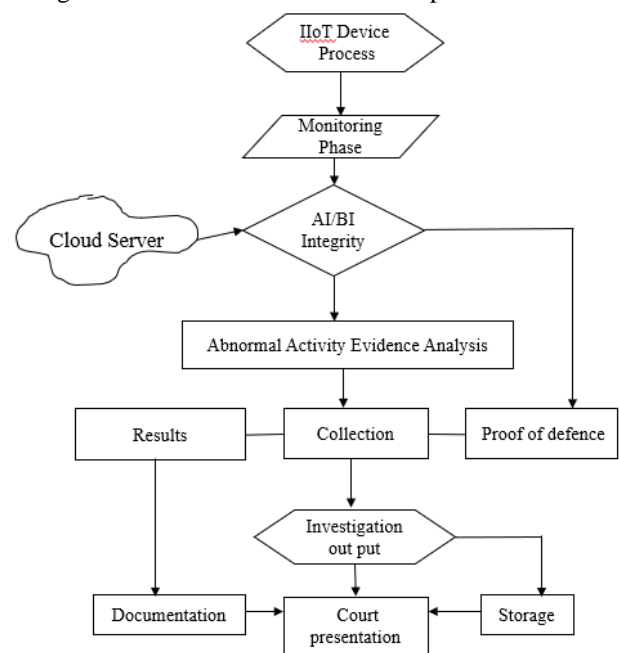 IIoT Device
Process
Monitoring
Phase
AI/BI
Integrity
Cloud Server
Abnormal Activity Evidence Analysis
Results
Collection
Proof of defence
Investigation
out put
Documentation
Court
presentation
Storage